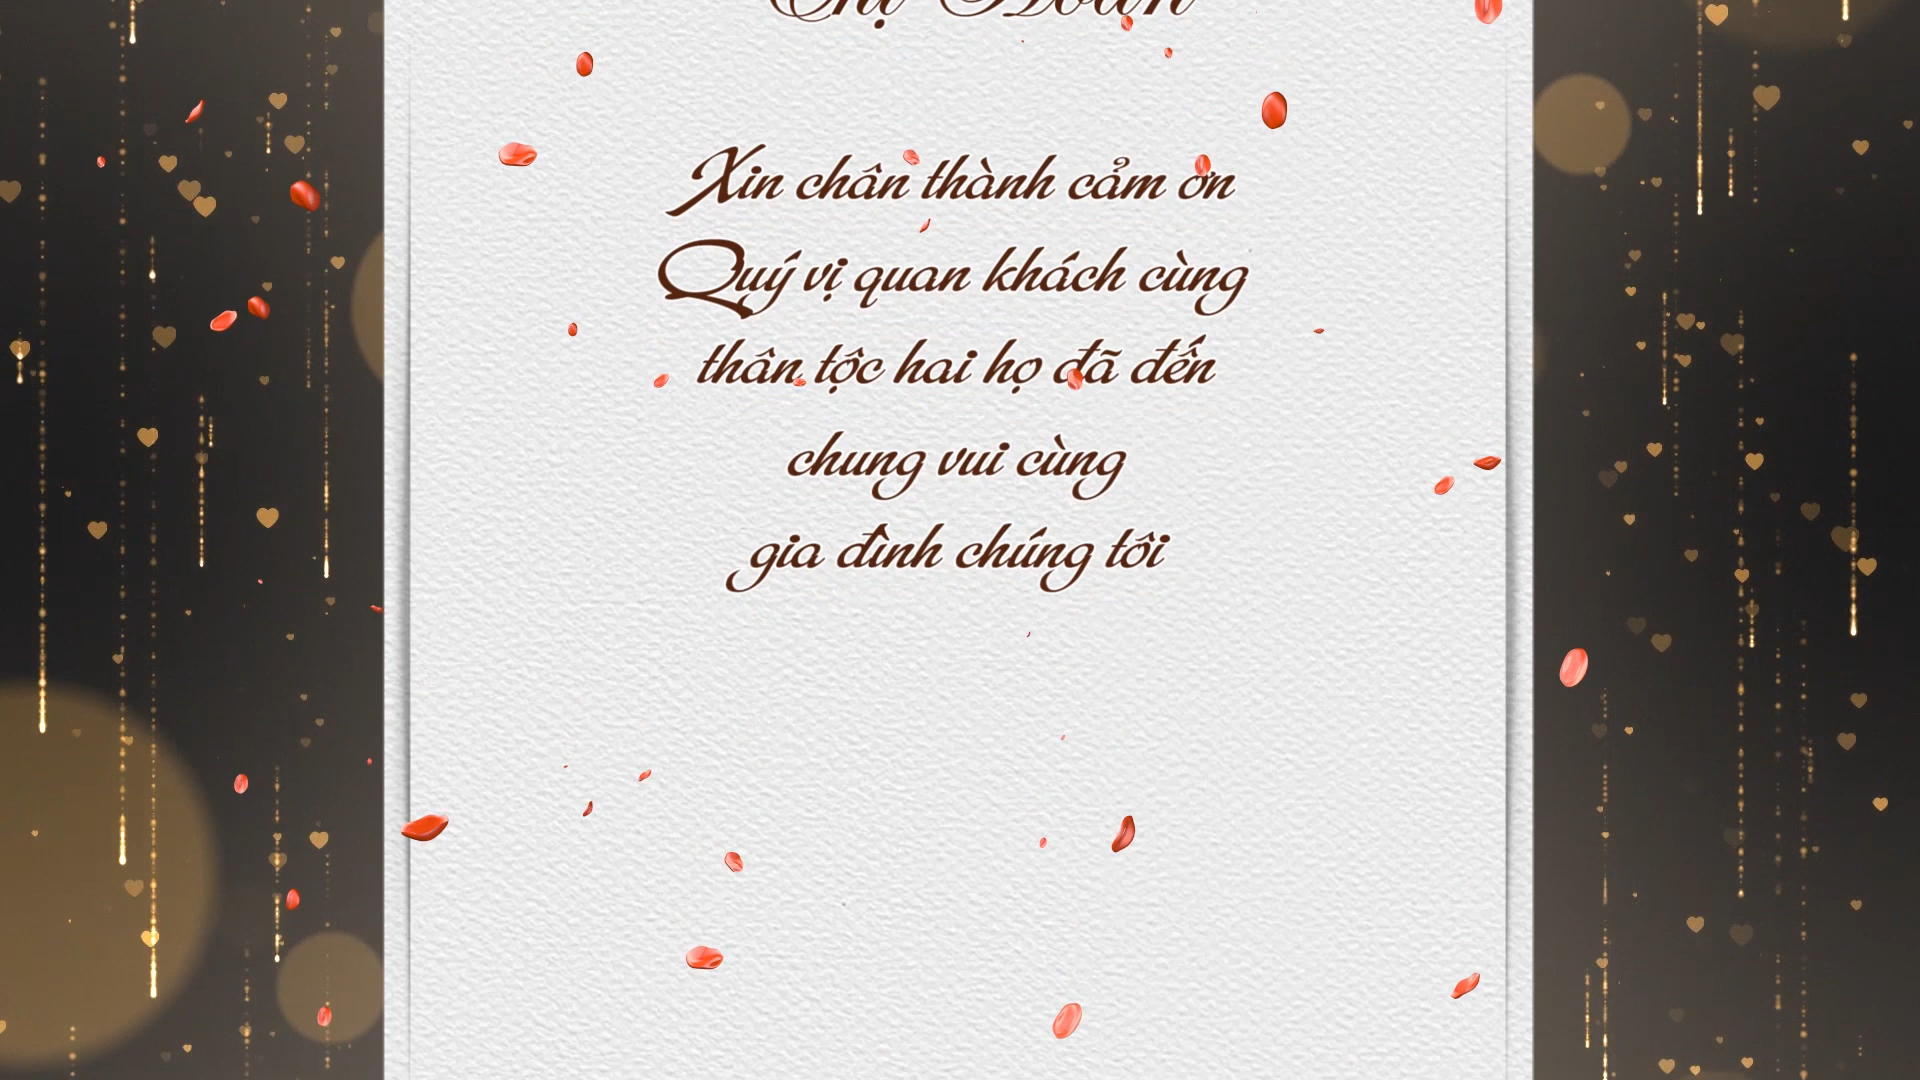 Xin chân thành cảm ơn
Quý vị quan khách cùng
thân tộc hai họ đã đến
chung vui cùng
gia đình chúng tôi